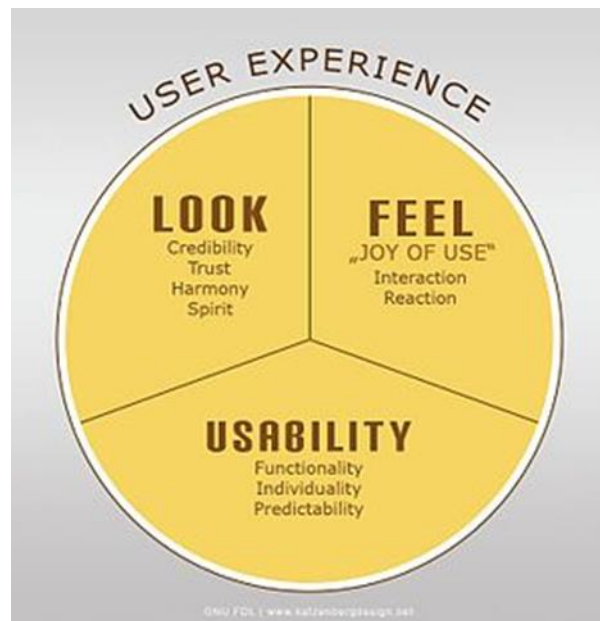 USER EXPERIENCE
LOOK
Credibility
Trust
Harmony
Spirit
FEEL
„JOY OF USE“
Interaction
Reaction
USABILITY
Functionality
Individuality
Predictability
GNU FDL | www.katzenbergdesign.net